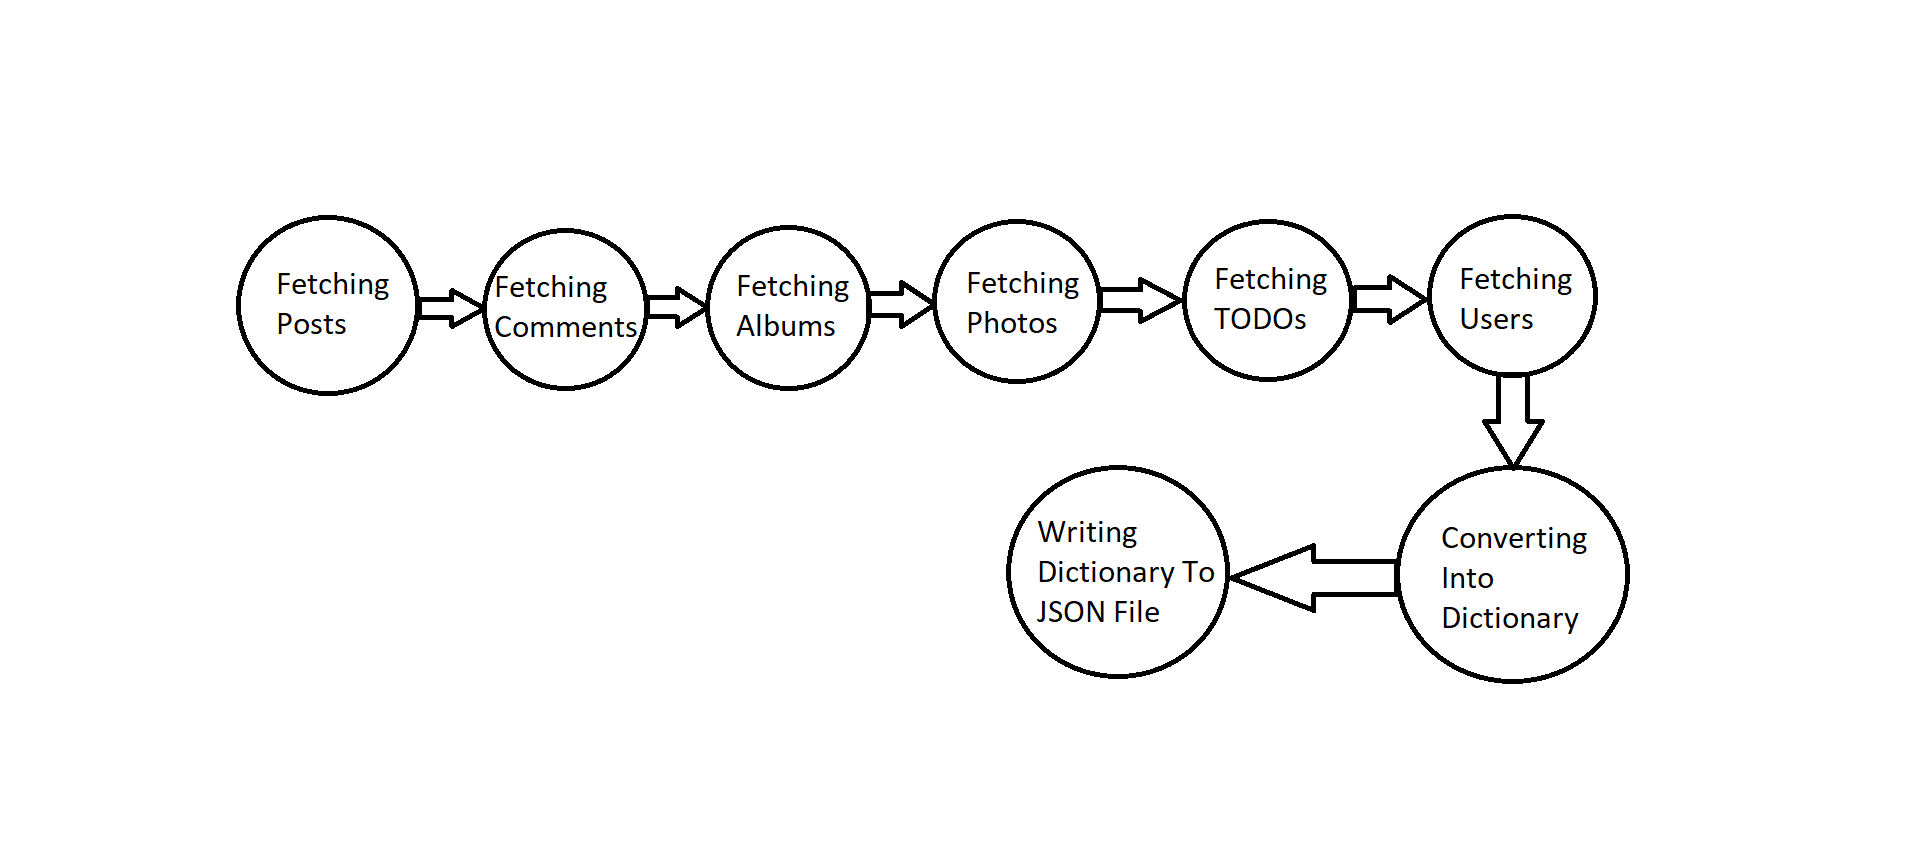 Fetching
Posts
Fetching
Comments
Fetching
Albums
Fetching
Photos
Fetching
TODOs
Fetching
Users
Converting
Into
Dictionary
Writing
Dictionary To
JSON File